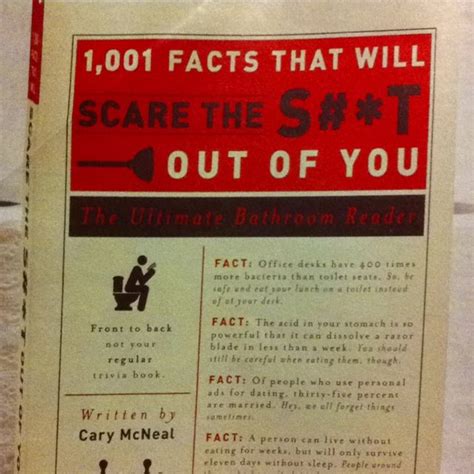 1,001 FACTS THAT WILL
SCARE THE S#*T
OUT OF YOU
The Ultimate Bathroom Reader
Front to back
not your
regular
trivia book.
Written by
Cary McNeal
FACT: Office desks have 400 times
more bacteria than toilet seats. So, be
safe and eat your lunch on a toilet instead
of at your desk.
FACT: The acid in your stomach is so
powerful that it can dissolve a razor
blade in less than a week. You should
still be careful when eating them, though.
FACT: Of people who use personal
ads for dating, thirty-five percent
are married. Hey, we all forget things
sometimes.
FACT: A person can live without
eating for weeks, but will only survive
eleven days without sleep. People around